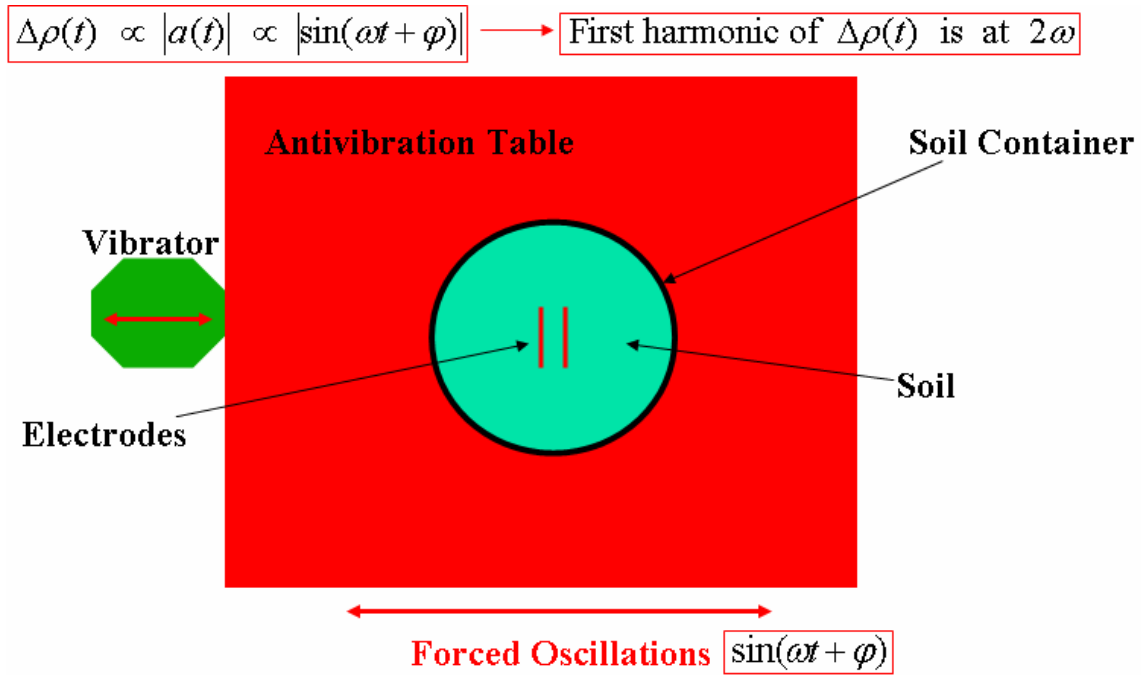 Δρ(t) ∝ |a(t)| ∝ |sin(ωt + φ)| First harmonic of Δρ(t) is at 2ω
Antivibration Table
Soil Container
Vibrator
Soil
Electrodes
Forced Oscillations sin(ωt + φ)